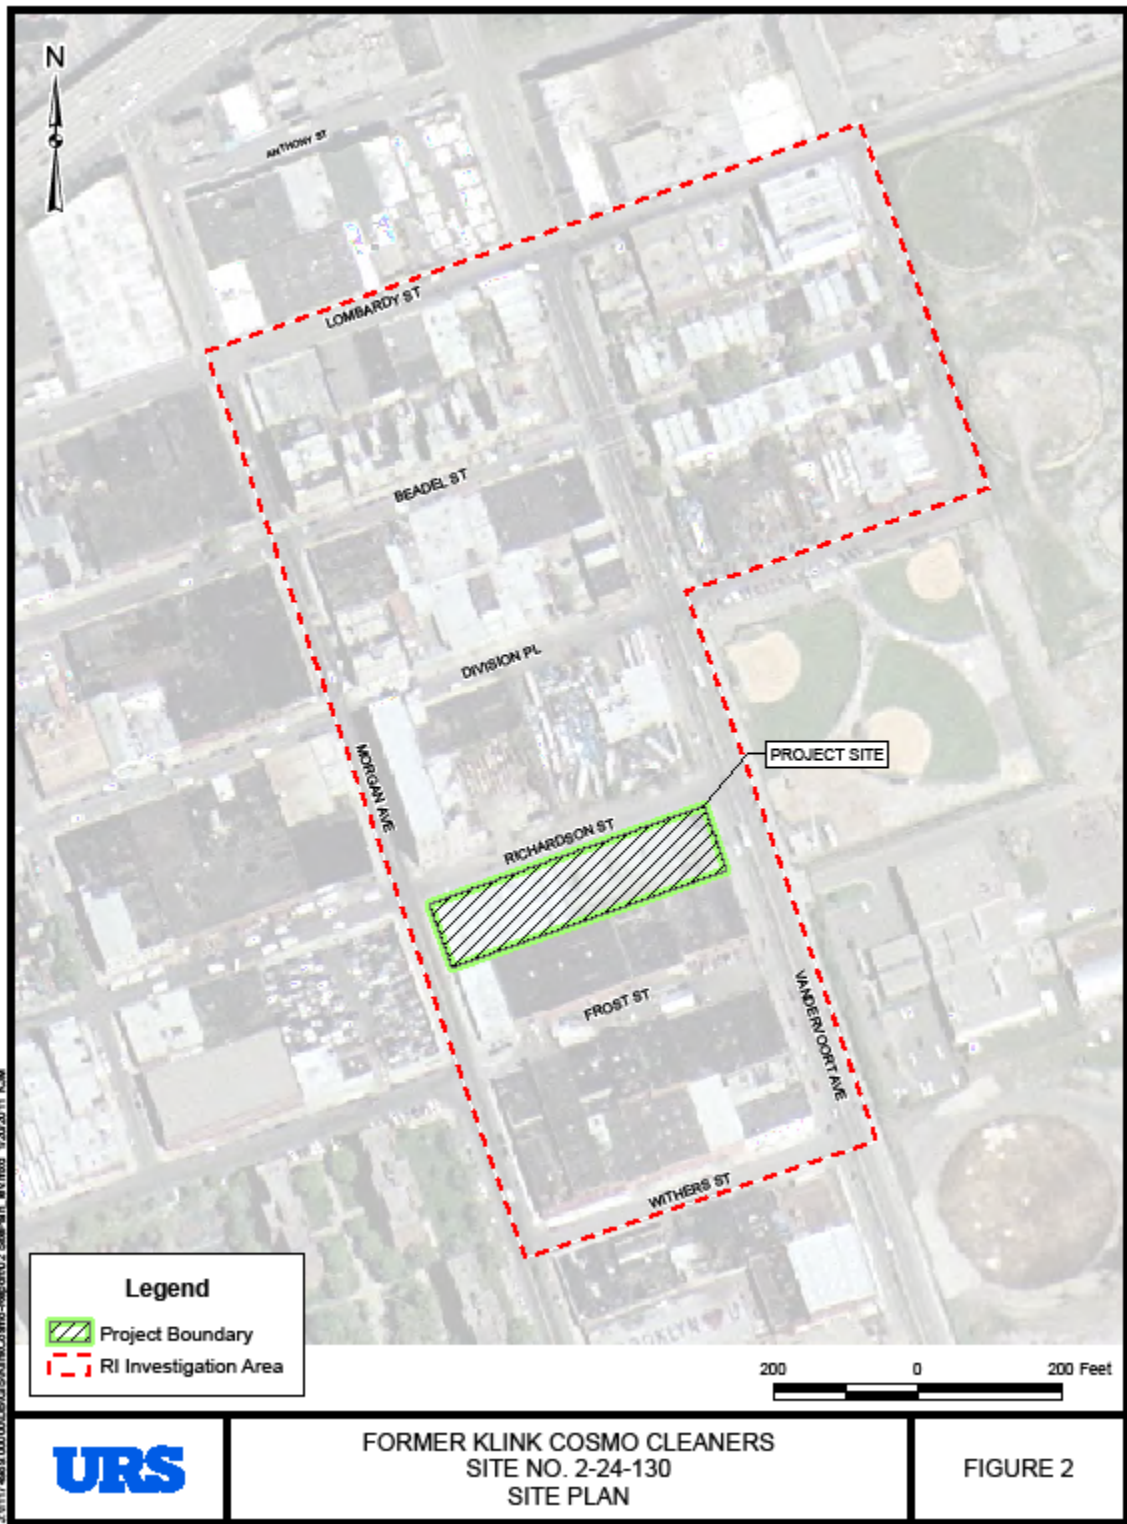 N
ANTHONY ST
LOMBARDY ST
BEADEL ST
DIVISION PL
MORGAN AVE
PROJECT SITE
RICHARDSON ST
FROST ST
VANDERVOORT AVE
WITHERS ST
Legend
Project Boundary
RI Investigation Area
200 0 200 Feet
URS
FORMER KLINK COSMO CLEANERS
SITE NO. 2-24-130
SITE PLAN
FIGURE 2